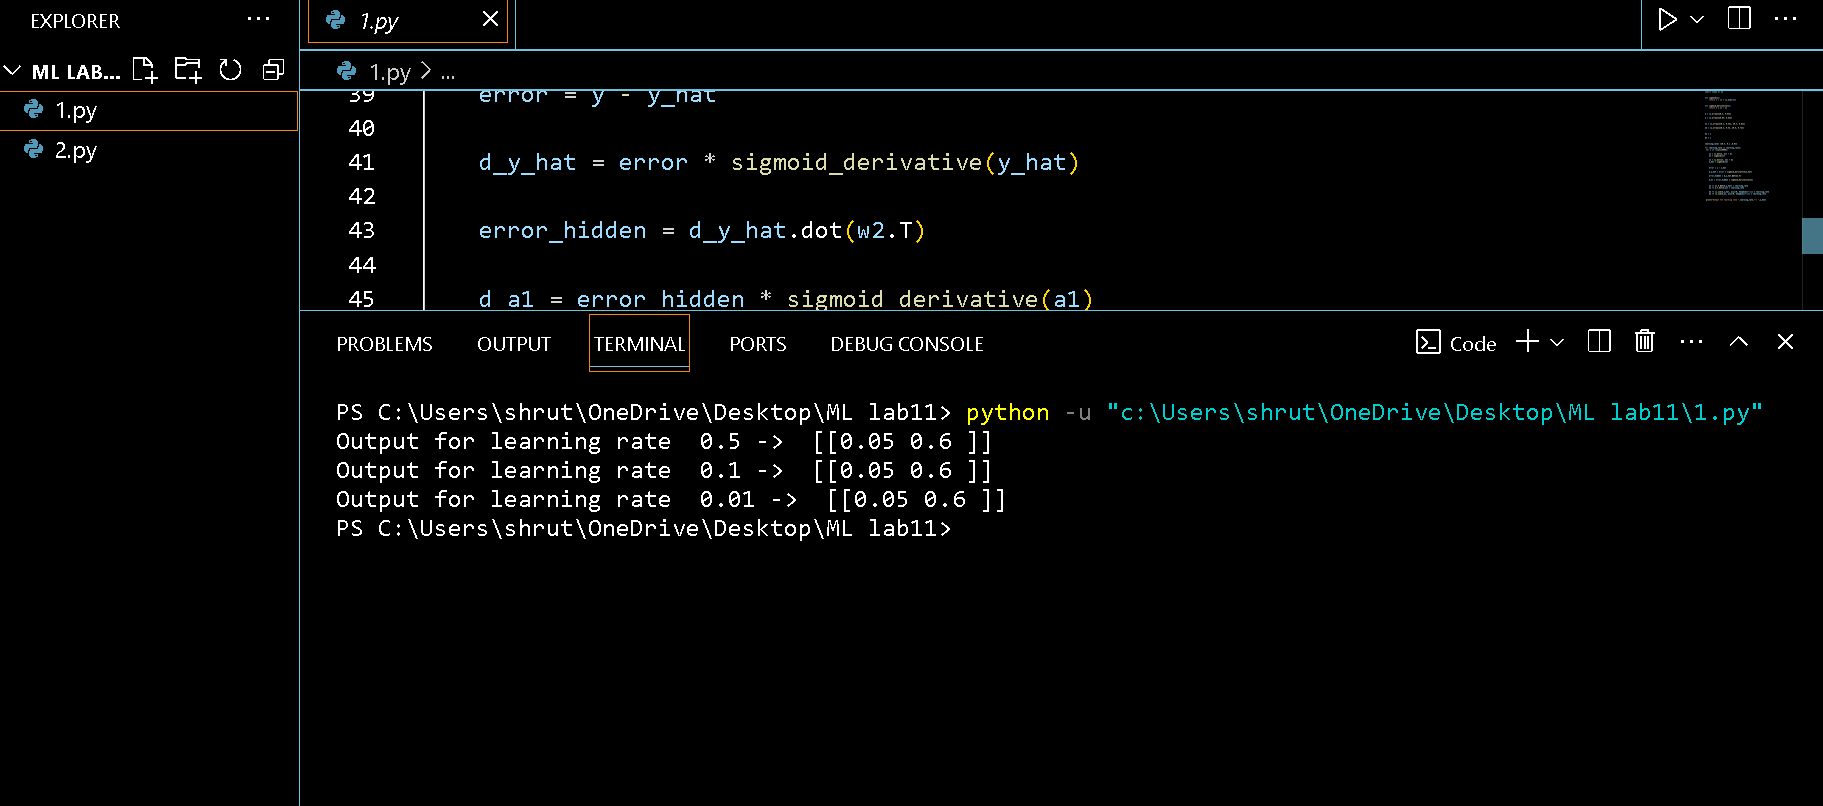 EXPLORER
1.py
ML LAB...
1.py > ...
1.py
2.py
39 error = y - y_hat
40
41 d_y_hat = error * sigmoid_derivative(y_hat)
42
43 error_hidden = d_y_hat.dot(w2.T)
44
45 d_a1 = error_hidden * sigmoid_derivative(a1)
PROBLEMS OUTPUT TERMINAL PORTS DEBUG CONSOLE Code
PS C:\Users\shrut\OneDrive\Desktop\ML lab11> python -u "c:\Users\shrut\OneDrive\Desktop\ML lab11\1.py"
Output for learning rate  0.5 ->  [[0.05 0.6 ]]
Output for learning rate  0.1 ->  [[0.05 0.6 ]]
Output for learning rate  0.01 ->  [[0.05 0.6 ]]
PS C:\Users\shrut\OneDrive\Desktop\ML lab11>